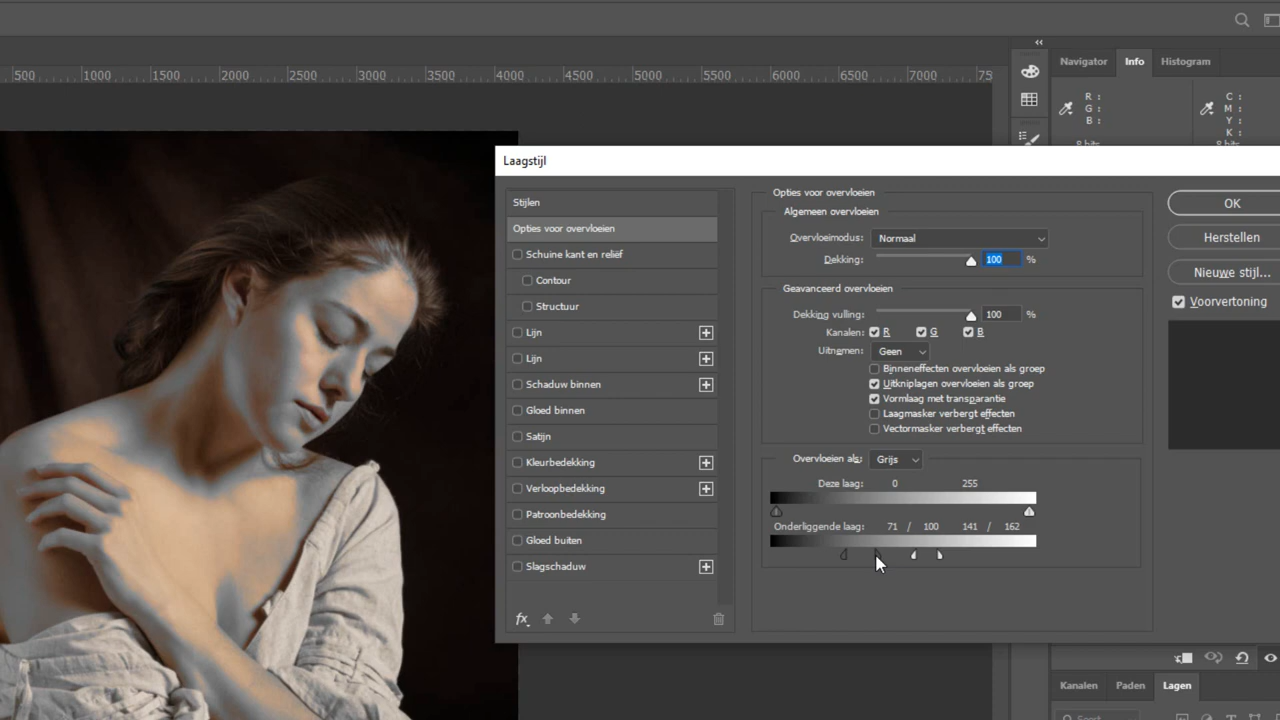 500 1000 1500 2000 2500 3000 3500 4000 4500 5000 5500 6000 6500 7000 75
Navigator Info Histogram
R : C :
G : M :
B : Y :
K :
8 bits 8 bits
Laagstijl
Stijlen
Opties voor overvloeien
Schuine kant en reliëf
Contour
Structuur
Lijn
Lijn
Schaduw binnen
Gloed binnen
Satijn
Kleurbedekking
Verloopbedekking
Patroonbedekking
Gloed buiten
Slagschaduw
fx
Opties voor overvloeien
Algemeen overvloeien
Overvloeimodus: Normaal
Dekking: 100 %
Geavanceerd overvloeien
Dekking vulling: 100 %
Kanalen: R G B
Uitnemen: Geen
Binneneffecten overvloeien als groep
Uitkniplagen overvloeien als groep
Vormlaag met transparantie
Laagmasker verbergt effecten
Vectormasker verbergt effecten
Overvloeien als: Grijs
Deze laag: 0 255
Onderliggende laag: 71 / 100 141 / 162
OK
Herstellen
Nieuwe stijl...
Voorvertoning
Kanalen Paden Lagen
Soort